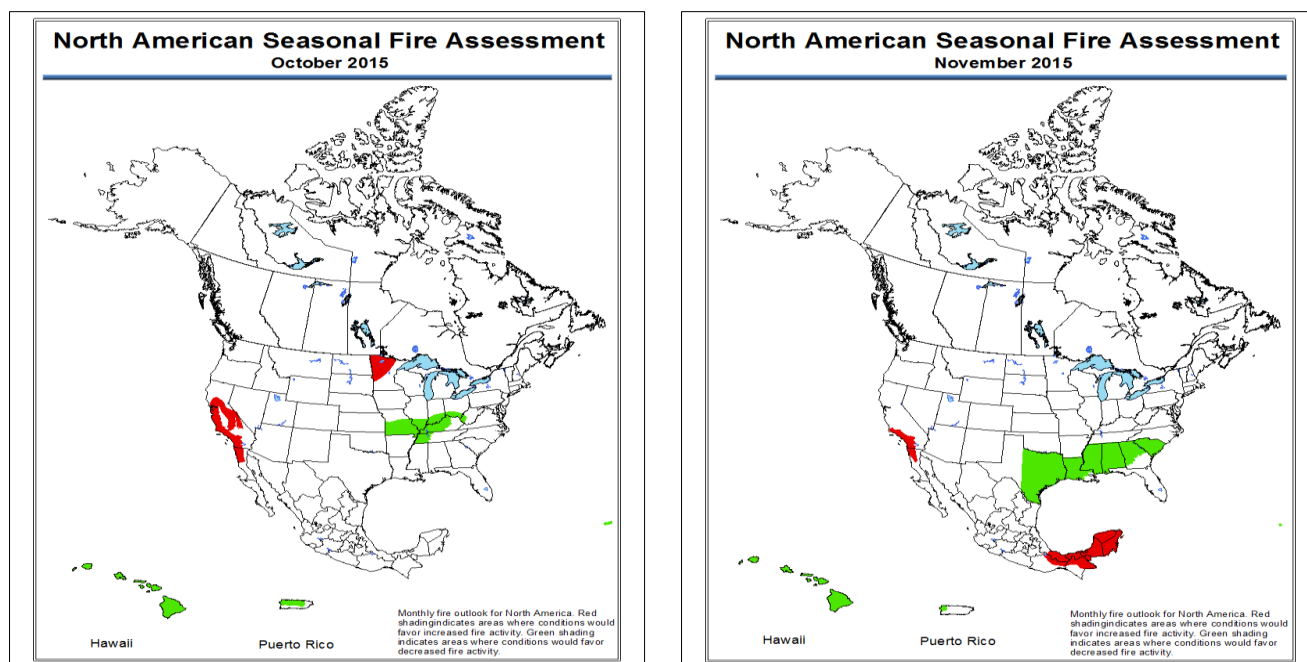 North American Seasonal Fire Assessment
October 2015
Hawaii
Puerto Rico
Monthly fire outlook for North America. Red
shadingindicates areas where conditions would
favor increased fire activity. Green shading
indicates areas where conditions would favor
decreased fire activity.
North American Seasonal Fire Assessment
November 2015
Hawaii
Puerto Rico
Monthly fire outlook for North America. Red
shadingindicates areas where conditions would
favor increased fire activity. Green shading
indicates areas where conditions would favor
decreased fire activity.